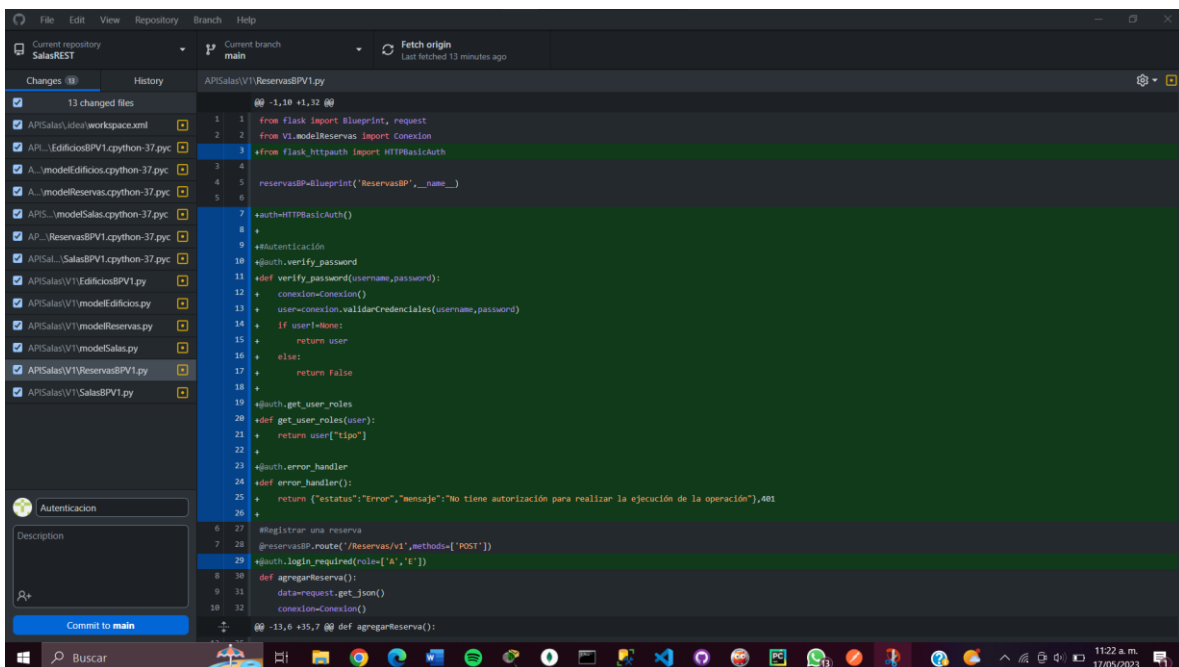 File Edit View Repository Branch Help
Current repository
SalasREST
Current branch
main
Fetch origin
Last fetched 13 minutes ago
Changes 13 History
APISalas\V1\ReservasBPV1.py
13 changed files
APISalas\.idea\workspace.xml
API...\EdificiosBPV1.cpython-37.pyc
A...\modelEdificios.cpython-37.pyc
A...\modelReservas.cpython-37.pyc
APIS...\modelSalas.cpython-37.pyc
AP...\ReservasBPV1.cpython-37.pyc
APISal...\SalasBPV1.cpython-37.pyc
APISalas\V1\EdificiosBPV1.py
APISalas\V1\modelEdificios.py
APISalas\V1\modelReservas.py
APISalas\V1\modelSalas.py
APISalas\V1\ReservasBPV1.py
APISalas\V1\SalasBPV1.py
Autenticacion
Description
Commit to main
@@ -1,10 +1,32 @@
1 1 from flask import Blueprint, request
2 2 from V1.modelReservas import Conexion
3 +from flask_httpauth import HTTPBasicAuth
3 4
4 5 reservasBP=Blueprint('ReservasBP',__name__)
5 6
7 +auth=HTTPBasicAuth()
8 +
9 +#Autenticación
10 +@auth.verify_password
11 +def verify_password(username,password):
12 + conexion=Conexion()
13 + user=conexion.validarCredenciales(username,password)
14 + if user!=None:
15 + return user
16 + else:
17 + return False
18 +
19 +@auth.get_user_roles
20 +def get_user_roles(user):
21 + return user["tipo"]
22 +
23 +@auth.error_handler
24 +def error_handler():
25 + return {"estatus":"Error","mensaje":"No tiene autorización para realizar la ejecución de la operación"},401
26 +
6 27 #Registrar una reserva
7 28 @reservasBP.route('/Reservas/v1',methods=['POST'])
29 +@auth.login_required(role=['A','E'])
8 30 def agregarReserva():
9 31 data=request.get_json()
10 32 conexion=Conexion()
@@ -13,6 +35,7 @@ def agregarReserva():
Buscar
11:22 a. m.
17/05/2023